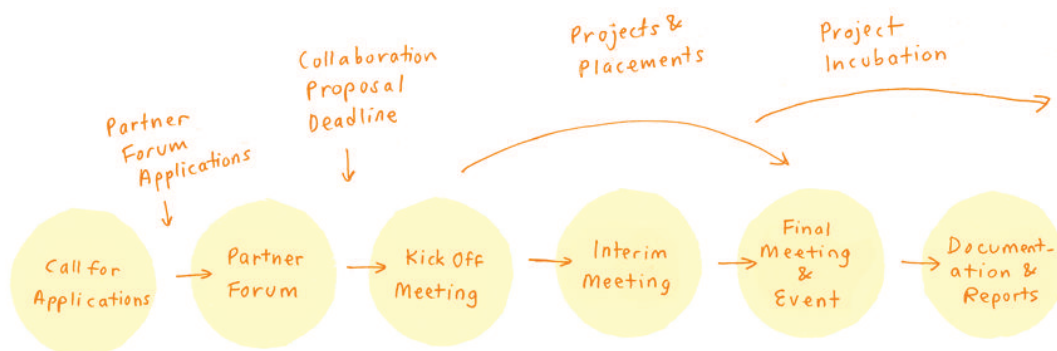 Projects &
Placements
Project
Incubation
Collaboration
Proposal
Deadline
Partner
Forum
Applications
Call for
Applications
Partner
Forum
Kick Off
Meeting
Interim
Meeting
Final
Meeting
&
Event
Document-
ation &
Reports